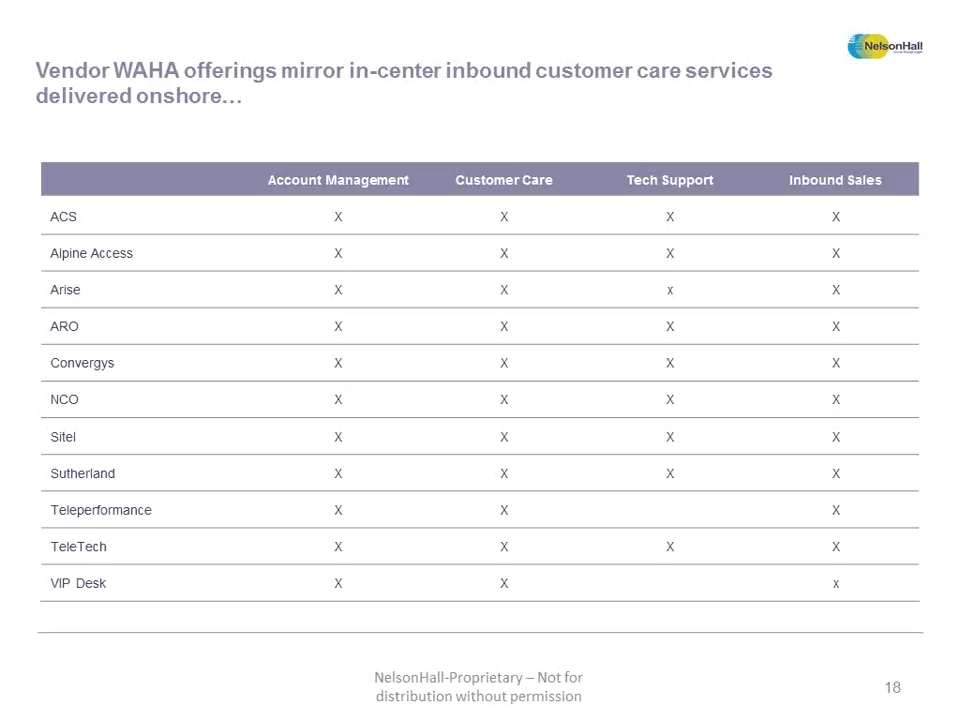 NelsonHall
Vendor WAHA offerings mirror in-center inbound customer care services
delivered onshore…
Account Management Customer Care Tech Support Inbound Sales
ACS X X X X
Alpine Access X X X X
Arise X X x X
ARO X X X X
Convergys X X X X
NCO X X X X
Sitel X X X X
Sutherland X X X X
Teleperformance X X X
TeleTech X X X X
VIP Desk X X x
NelsonHall-Proprietary – Not for
distribution without permission
18